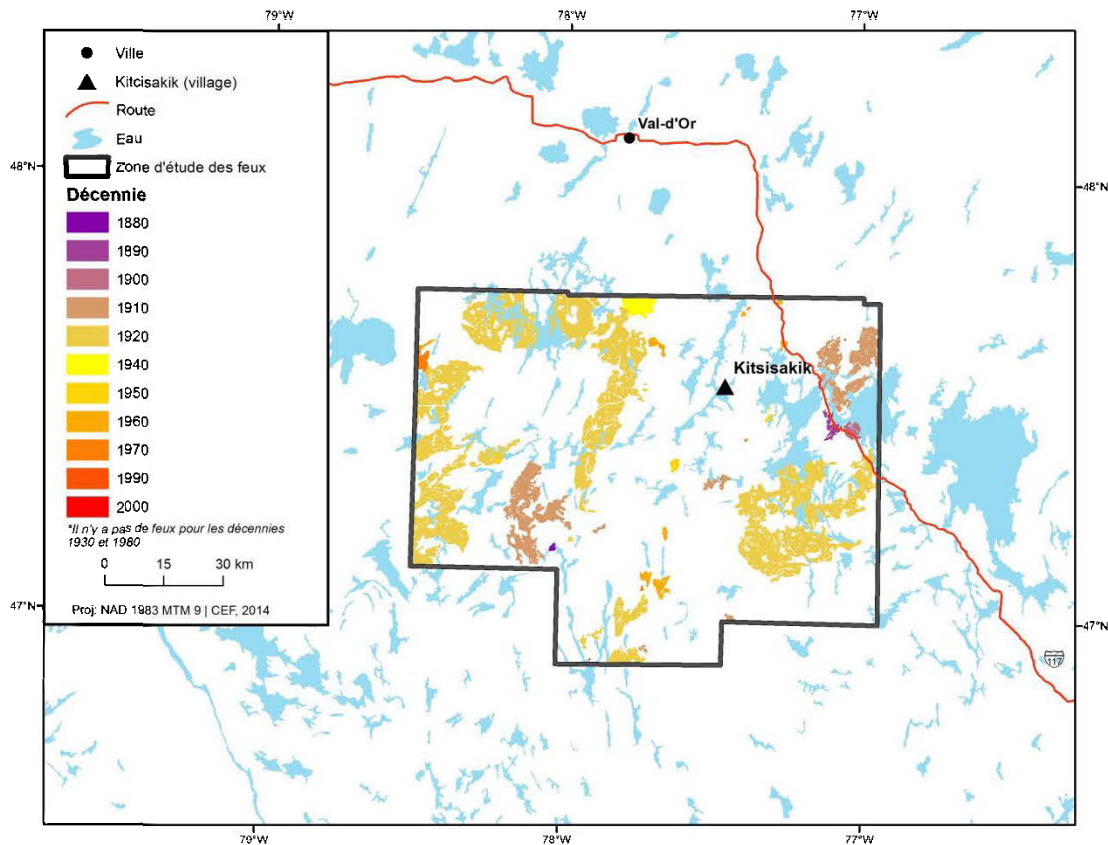 79°W 78°W 77°W
Ville
Kitcisakik (village)
Route
Eau
Zone d'étude des feux
Décennie
1880
1890
1900
1910
1920
1940
1950
1960
1970
1990
2000
*Il n'y a pas de feux pour les décennies
1930 et 1980
0 15 30 km
Proj: NAD 1983 MTM 9 | CEF, 2014
Val-d'Or
48°N 48°N
Kitsisakik
47°N 47°N
117
79°W 78°W 77°W